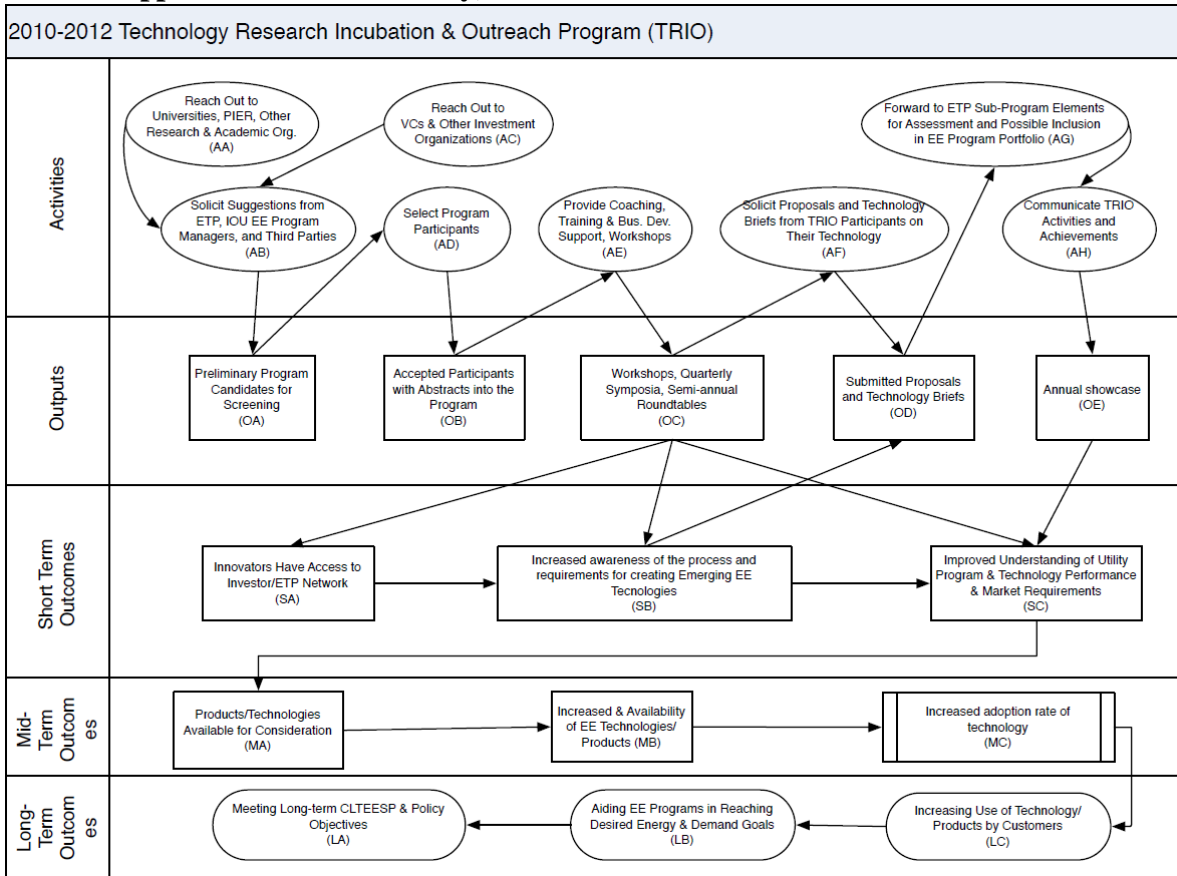 2010-2012 Technology Research Incubation & Outreach Program (TRIO)
Activities
Reach Out to
Universities, PIER, Other
Research & Academic Org.
(AA)
Reach Out to
VCs & Other Investment
Organizations (AC)
Forward to ETP Sub-Program Elements
for Assessment and Possible Inclusion
in EE Program Portfolio (AG)
Solicit Suggestions from
ETP, IOU EE Program
Managers, and Third Parties
(AB)
Select Program
Participants
(AD)
Provide Coaching,
Training & Bus. Dev.
Support, Workshops
(AE)
Solicit Proposals and Technology
Briefs from TRIO Participants on
Their Technology
(AF)
Communicate TRIO
Activities and
Achievements
(AH)
Outputs
Preliminary Program
Candidates for
Screening
(OA)
Accepted Participants
with Abstracts into the
Program
(OB)
Workshops, Quarterly
Symposia, Semi-annual
Roundtables
(OC)
Submitted Proposals
and Technology Briefs
(OD)
Annual showcase
(OE)
Short Term
Outcomes
Innovators Have Access to
Investor/ETP Network
(SA)
Increased awareness of the process and
requirements for creating Emerging EE
Tecnologies
(SB)
Improved Understanding of Utility
Program & Technology Performance
& Market Requirements
(SC)
Mid-
Term
Outcom
es
Products/Technologies
Available for Consideration
(MA)
Increased & Availability
of EE Technologies/
Products (MB)
Increased adoption rate of
technology
(MC)
Long-
Term
Outcom
es
Meeting Long-term CLTEESP & Policy
Objectives
(LA)
Aiding EE Programs in Reaching
Desired Energy & Demand Goals
(LB)
Increasing Use of Technology/
Products by Customers
(LC)